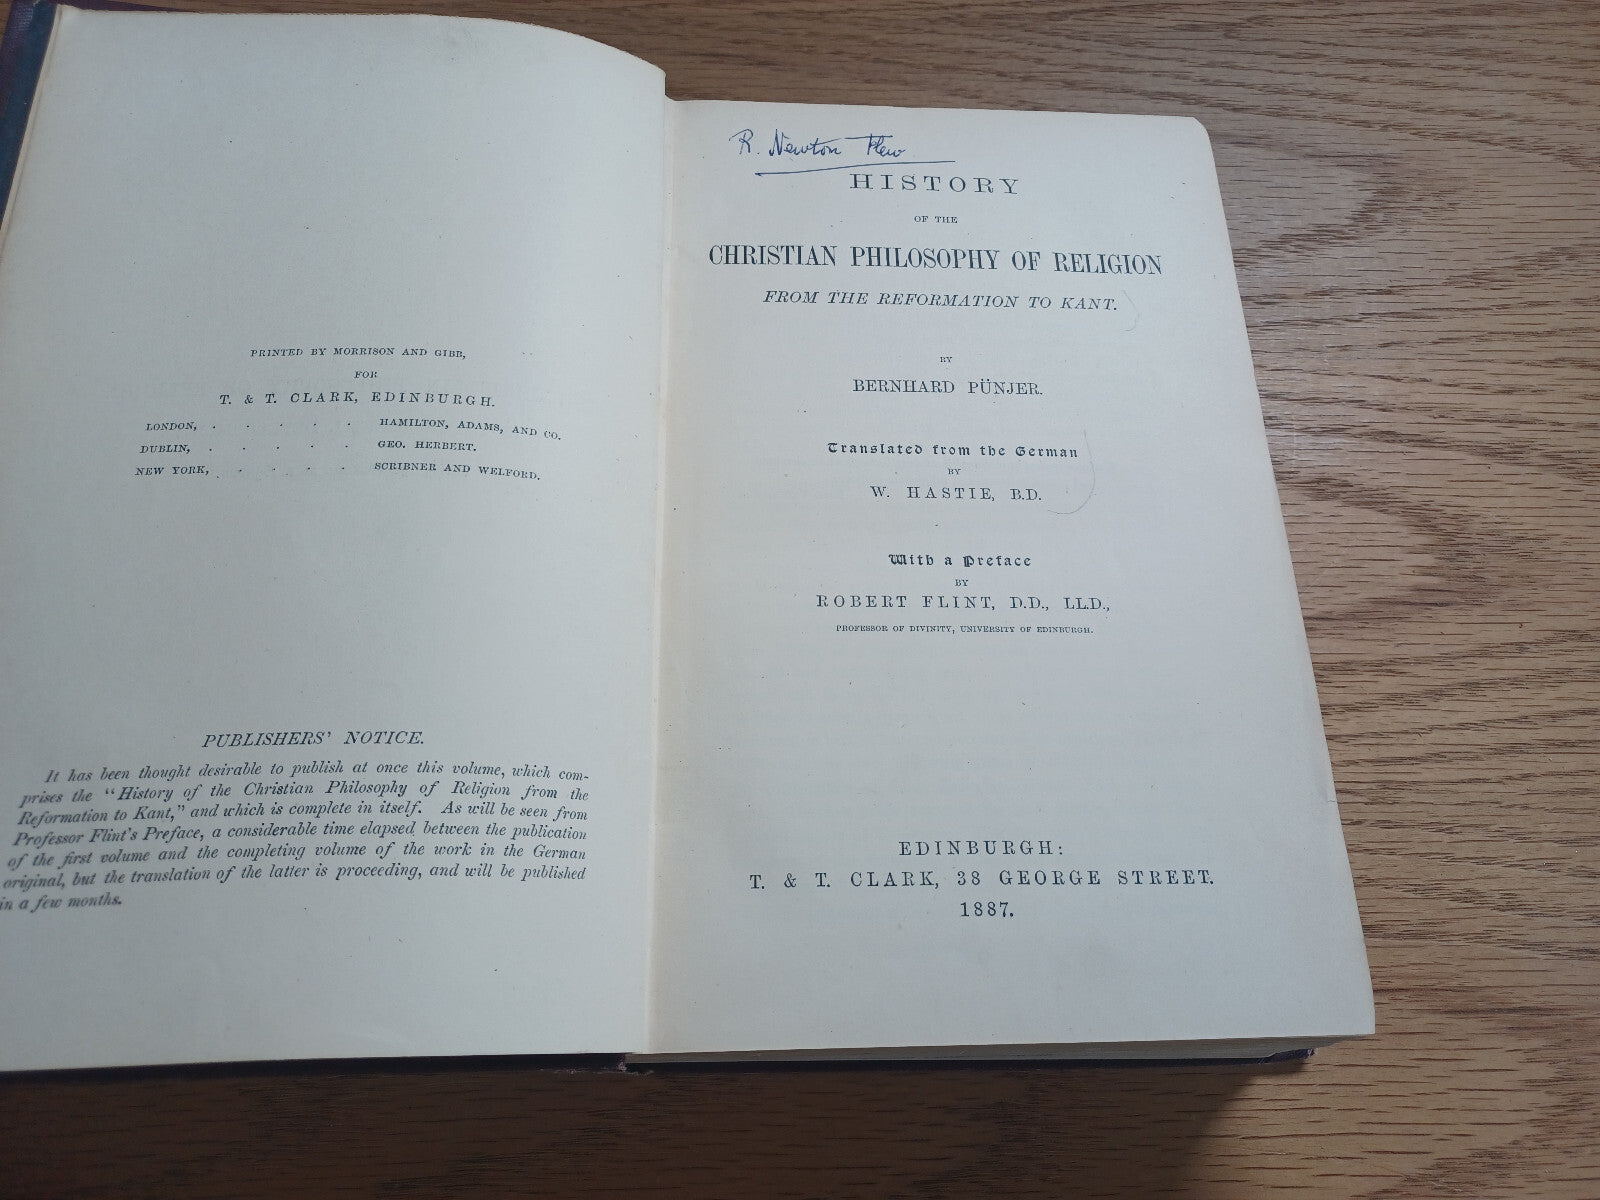 PRINTED BY MORRISON AND GIBB,
FOR
T. & T. CLARK, EDINBURGH.
LONDON, . . . . . HAMILTON, ADAMS, AND CO.
DUBLIN, . . . . . GEO. HERBERT.
NEW YORK, . . . . SCRIBNER AND WELFORD.
PUBLISHERS' NOTICE.
It has been thought desirable to publish at once this volume, which com-
prises the "History of the Christian Philosophy of Religion from the
Reformation to Kant," and which is complete in itself. As will be seen from
Professor Flint's Preface, a considerable time elapsed between the publication
of the first volume and the completing volume of the work in the German
original, but the translation of the latter is proceeding, and will be published
in a few months.
R. Newton Flew
HISTORY
OF THE
CHRISTIAN PHILOSOPHY OF RELIGION
FROM THE REFORMATION TO KANT.
BY
BERNHARD PÜNJER.
Translated from the German
BY
W. HASTIE, B.D.
With a Preface
BY
ROBERT FLINT, D.D., LL.D.,
PROFESSOR OF DIVINITY, UNIVERSITY OF EDINBURGH.
EDINBURGH:
T. & T. CLARK, 38 GEORGE STREET.
1887.